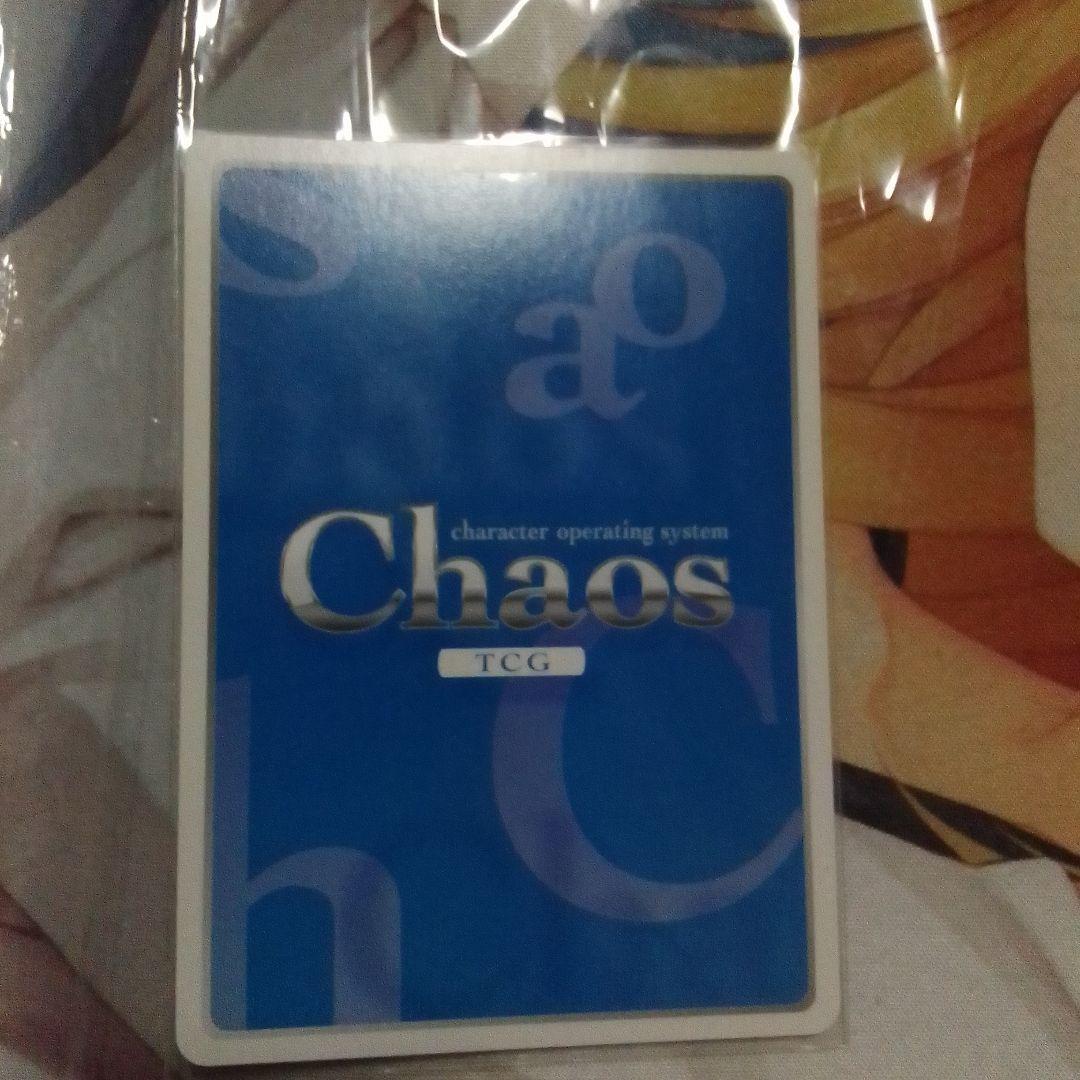 s
o
a
character operating system
Chaos
TCG
C
h